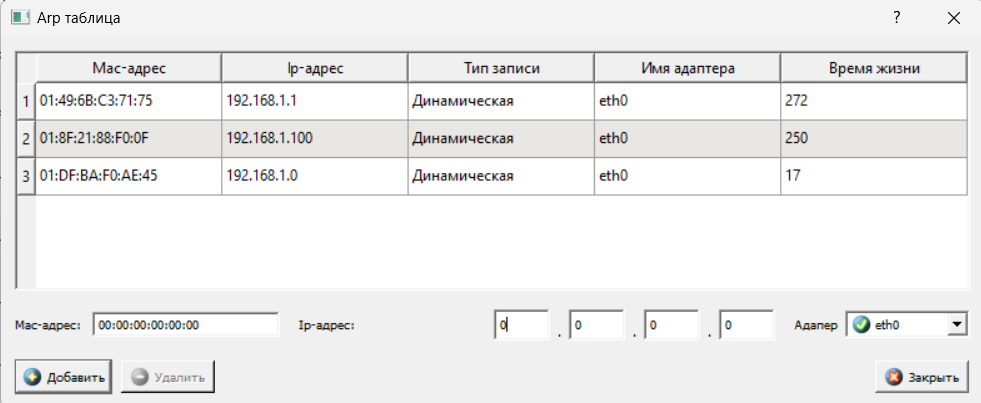 Arp таблица ?
Mac-адрес Ip-адрес Тип записи Имя адаптера Время жизни
1 01:49:6B:C3:71:75 192.168.1.1 Динамическая eth0 272
2 01:8F:21:88:F0:0F 192.168.1.100 Динамическая eth0 250
3 01:DF:BA:F0:AE:45 192.168.1.0 Динамическая eth0 17
Mac-адрес: 00:00:00:00:00:00 Ip-адрес: 0 . 0 . 0 . 0 Адапер eth0
Добавить Удалить Закрыть